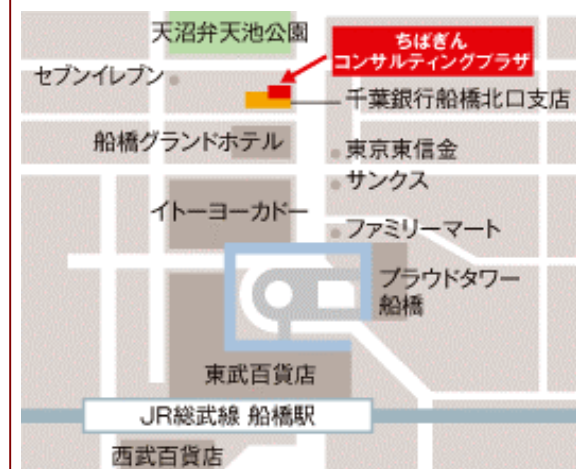 天沼弁天池公園
ちばぎん
コンサルティングプラザ
セブンイレブン
千葉銀行船橋北口支店
船橋グランドホテル
東京東信金
サンクス
イトーヨーカドー
ファミリーマート
プラウドタワー
船橋
東武百貨店
JR総武線 船橋駅
西武百貨店